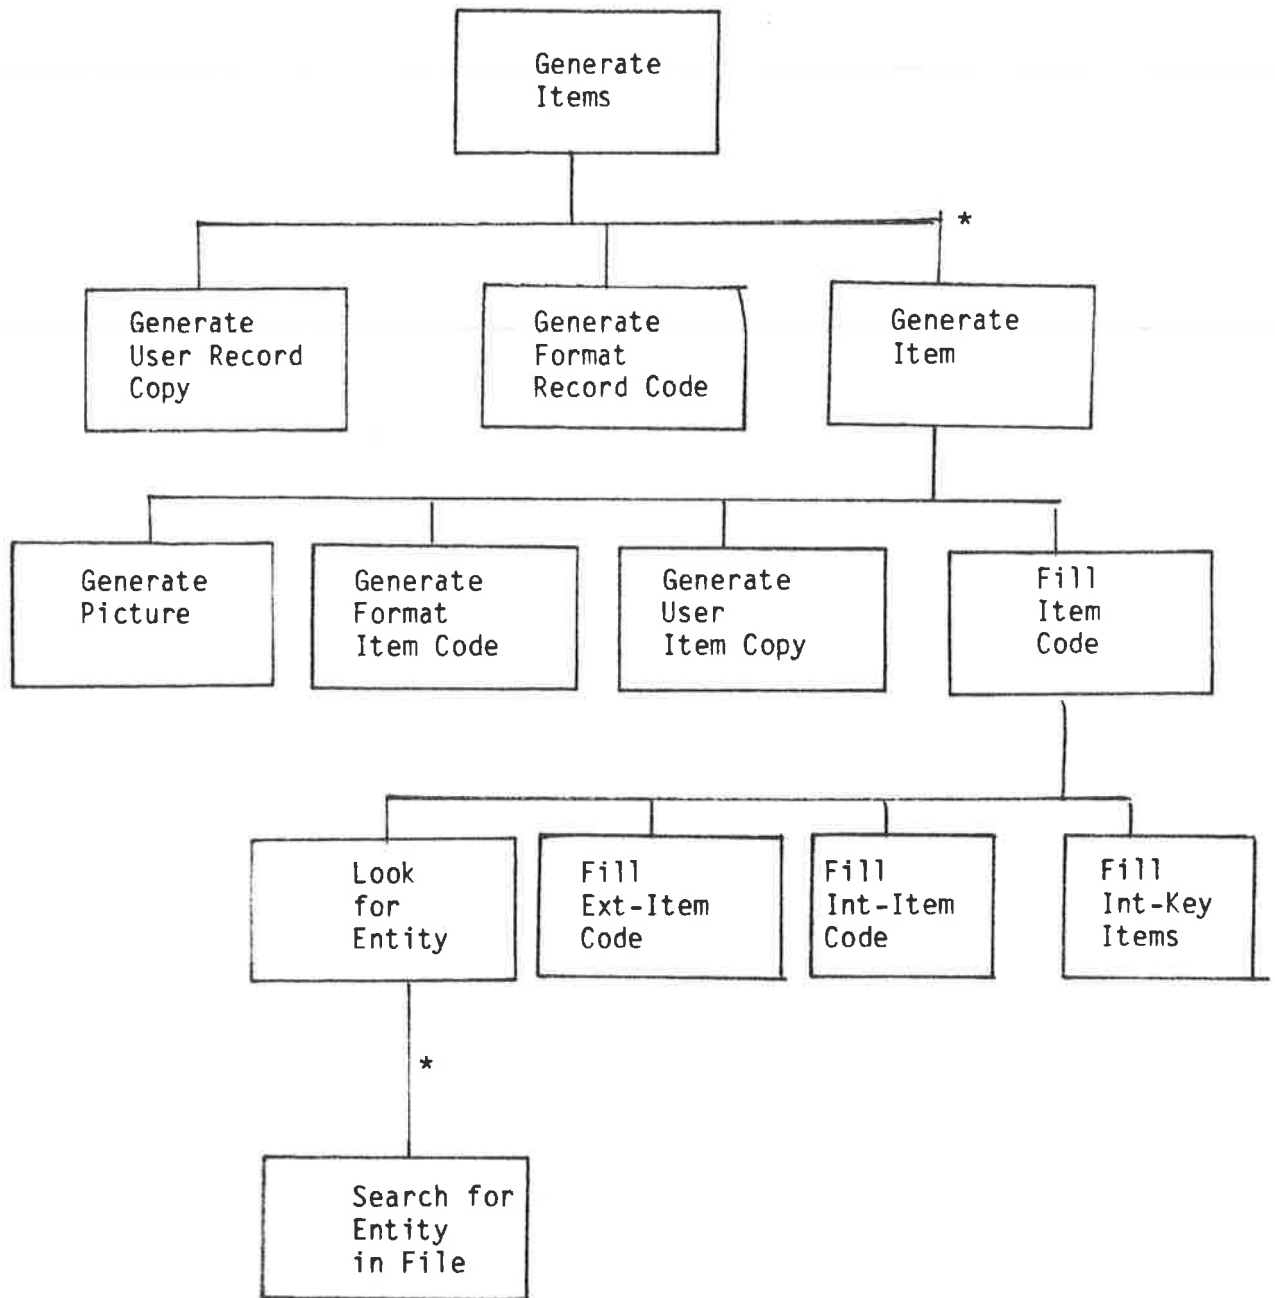 Generate
Items
*
Generate
User Record
Copy
Generate
Format
Record Code
Generate
Item
Generate
Picture
Generate
Format
Item Code
Generate
User
Item Copy
Fill
Item
Code
Look
for
Entity
Fill
Ext-Item
Code
Fill
Int-Item
Code
Fill
Int-Key
Items
*
Search for
Entity
in File